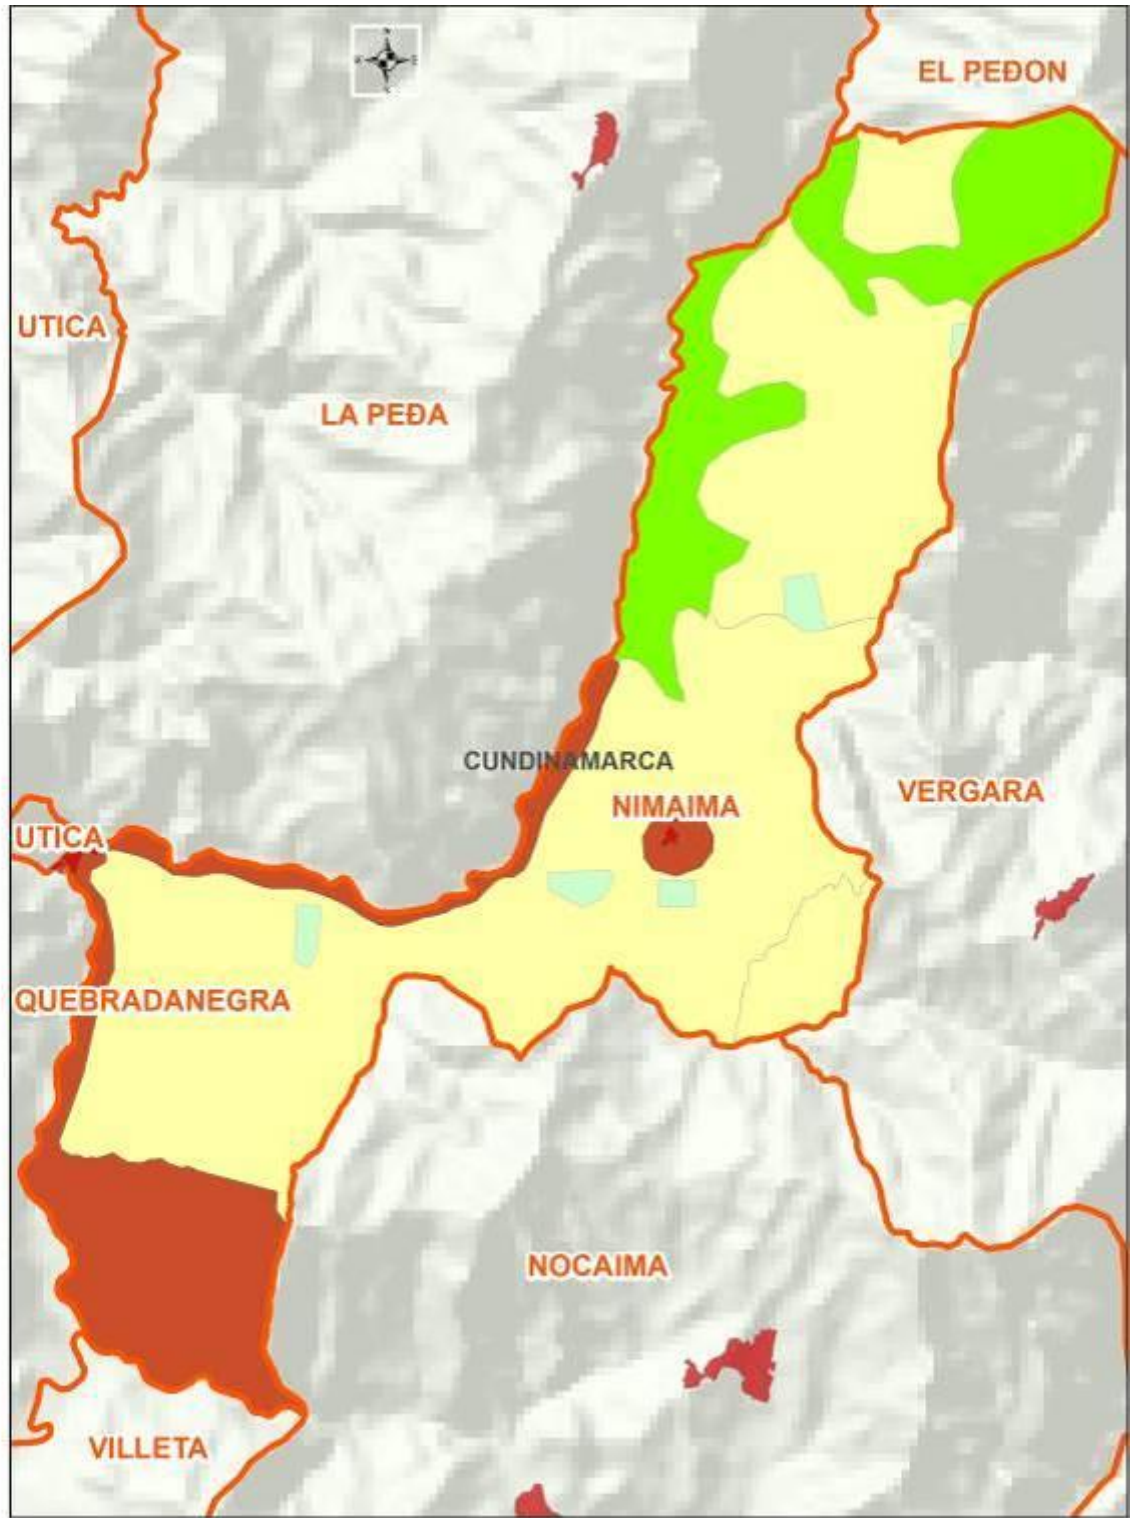 N
EL PEÐON
UTICA
LA PEÐA
CUNDINAMARCA
NIMAIMA
VERGARA
UTICA
QUEBRADANEGRA
NOCAIMA
VILLETA